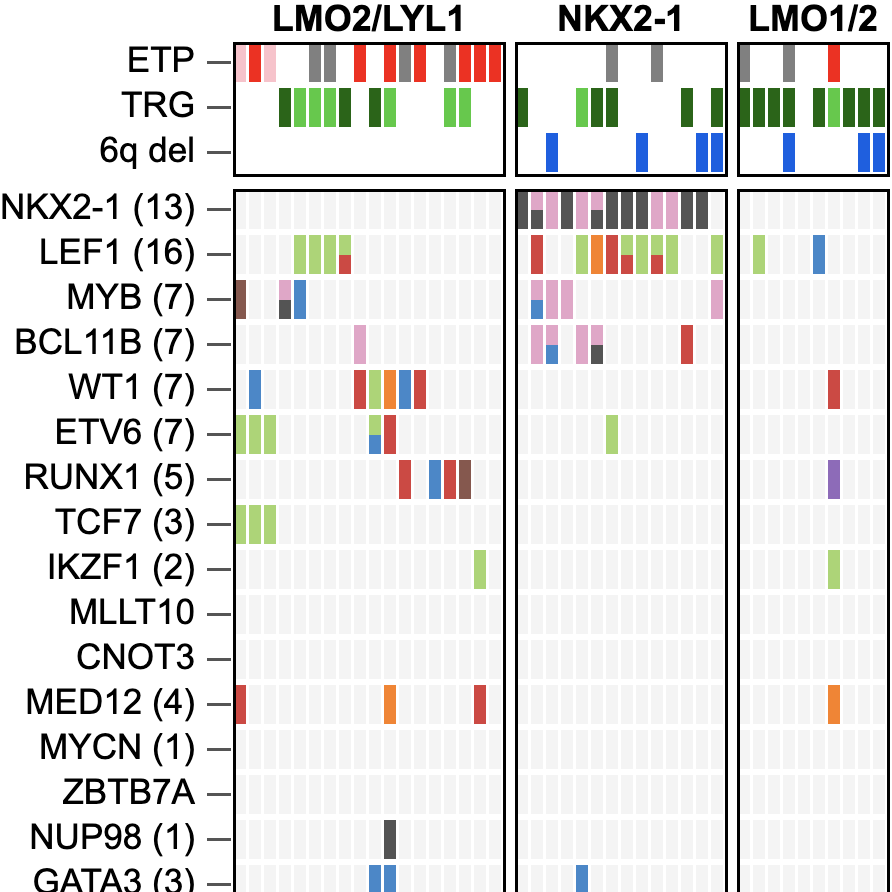 LMO2/LYL1 NKX2-1 LMO1/2
ETP
TRG
6q del
NKX2-1 (13)
LEF1 (16)
MYB (7)
BCL11B (7)
WT1 (7)
ETV6 (7)
RUNX1 (5)
TCF7 (3)
IKZF1 (2)
MLLT10
CNOT3
MED12 (4)
MYCN (1)
ZBTB7A
NUP98 (1)
GATA3 (3)